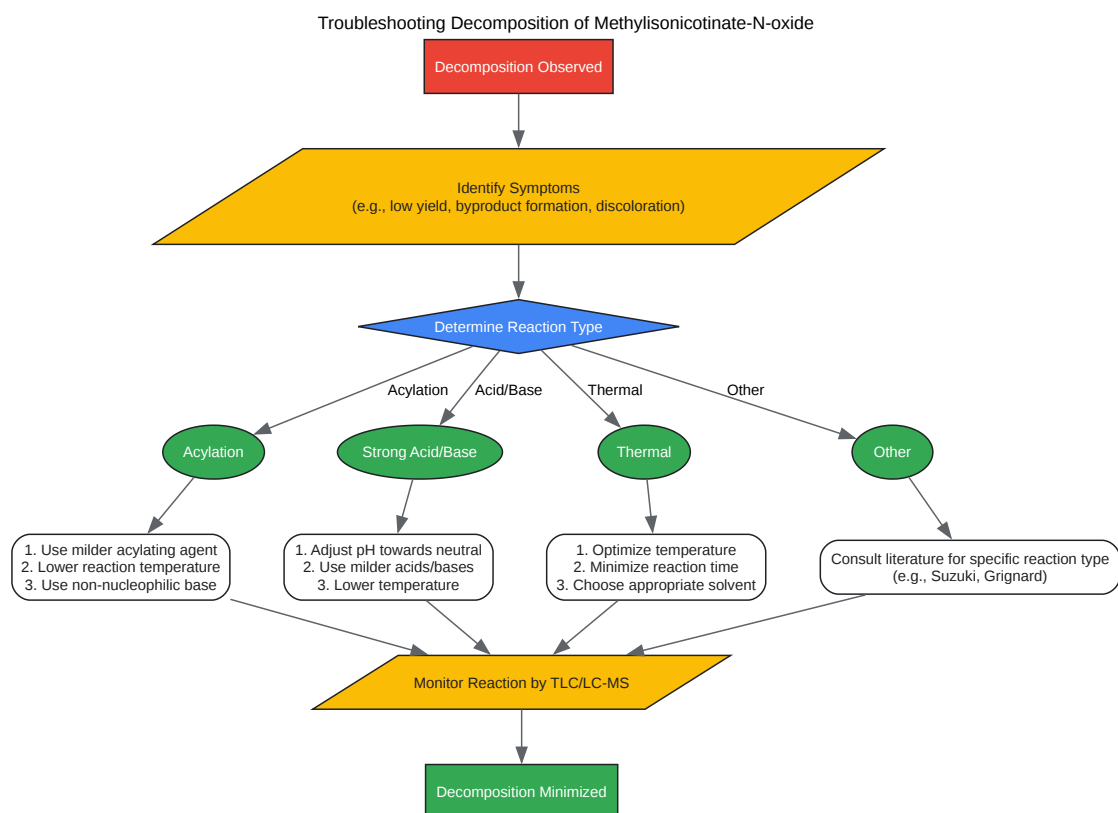 Troubleshooting Decomposition of Methylisonicotinate-N-oxide
Decomposition Observed
Identify Symptoms
(e.g., low yield, byproduct formation, discoloration)
Determine Reaction Type
Acylation
Acid/Base
Thermal
Other
Acylation
Strong Acid/Base
Thermal
Other
1. Use milder acylating agent
2. Lower reaction temperature
3. Use non-nucleophilic base
1. Adjust pH towards neutral
2. Use milder acids/bases
3. Lower temperature
1. Optimize temperature
2. Minimize reaction time
3. Choose appropriate solvent
Consult literature for specific reaction type
(e.g., Suzuki, Grignard)
Monitor Reaction by TLC/LC-MS
Decomposition Minimized